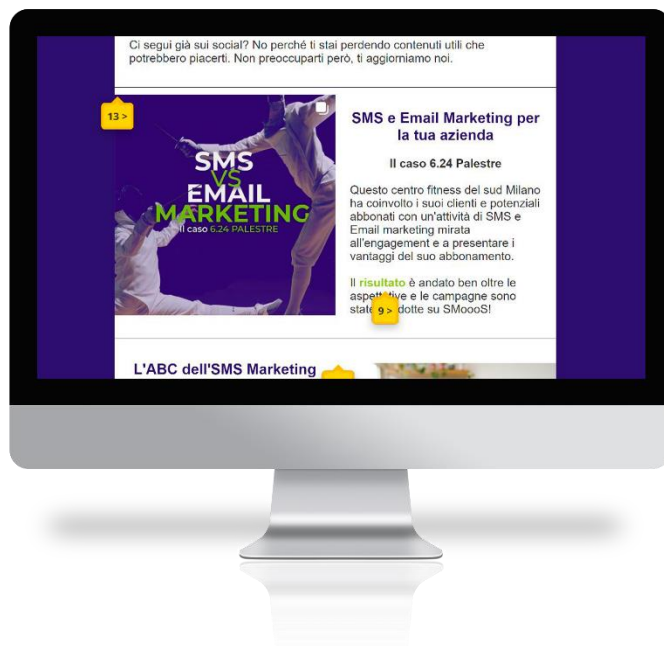 Ci segui già sui social? No perché ti stai perdendo contenuti utili che
potrebbero piacerti. Non preoccuparti però, ti aggiorniamo noi.
13 >
SMS
VS
EMAIL
MARKETING
Il caso 6.24 PALESTRE
SMS e Email Marketing per
la tua azienda
Il caso 6.24 Palestre
Questo centro fitness del sud Milano
ha coinvolto i suoi clienti e potenziali
abbonati con un'attività di SMS e
Email marketing mirata
all'engagement e a presentare i
vantaggi del suo abbonamento.
Il risultato è andato ben oltre le
e le campagne sono
su SMoooS!
9 >
L'ABC dell'SMS Marketing